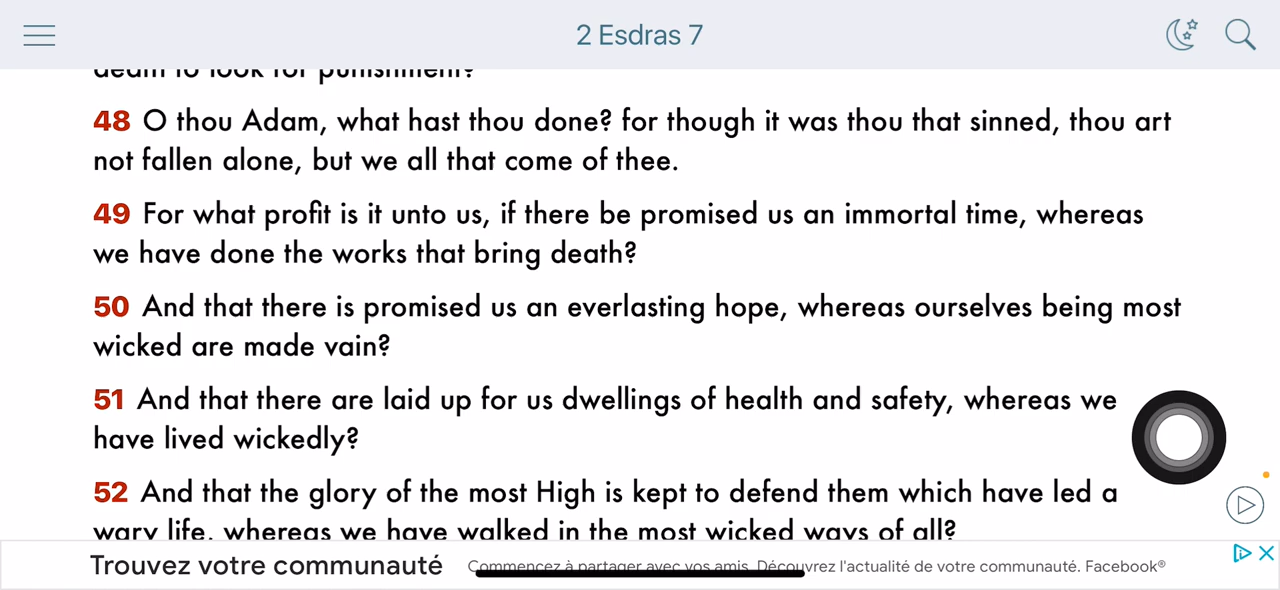 2 Esdras 7
death to look for punishment?
48 O thou Adam, what hast thou done? for though it was thou that sinned, thou art
not fallen alone, but we all that come of thee.
49 For what profit is it unto us, if there be promised us an immortal time, whereas
we have done the works that bring death?
50 And that there is promised us an everlasting hope, whereas ourselves being most
wicked are made vain?
51 And that there are laid up for us dwellings of health and safety, whereas we
have lived wickedly?
52 And that the glory of the most High is kept to defend them which have led a
wary life, whereas we have walked in the most wicked ways of all?
Trouvez votre communauté Commencez à partager avec vos amis. Découvrez l'actualité de votre communauté. Facebook®